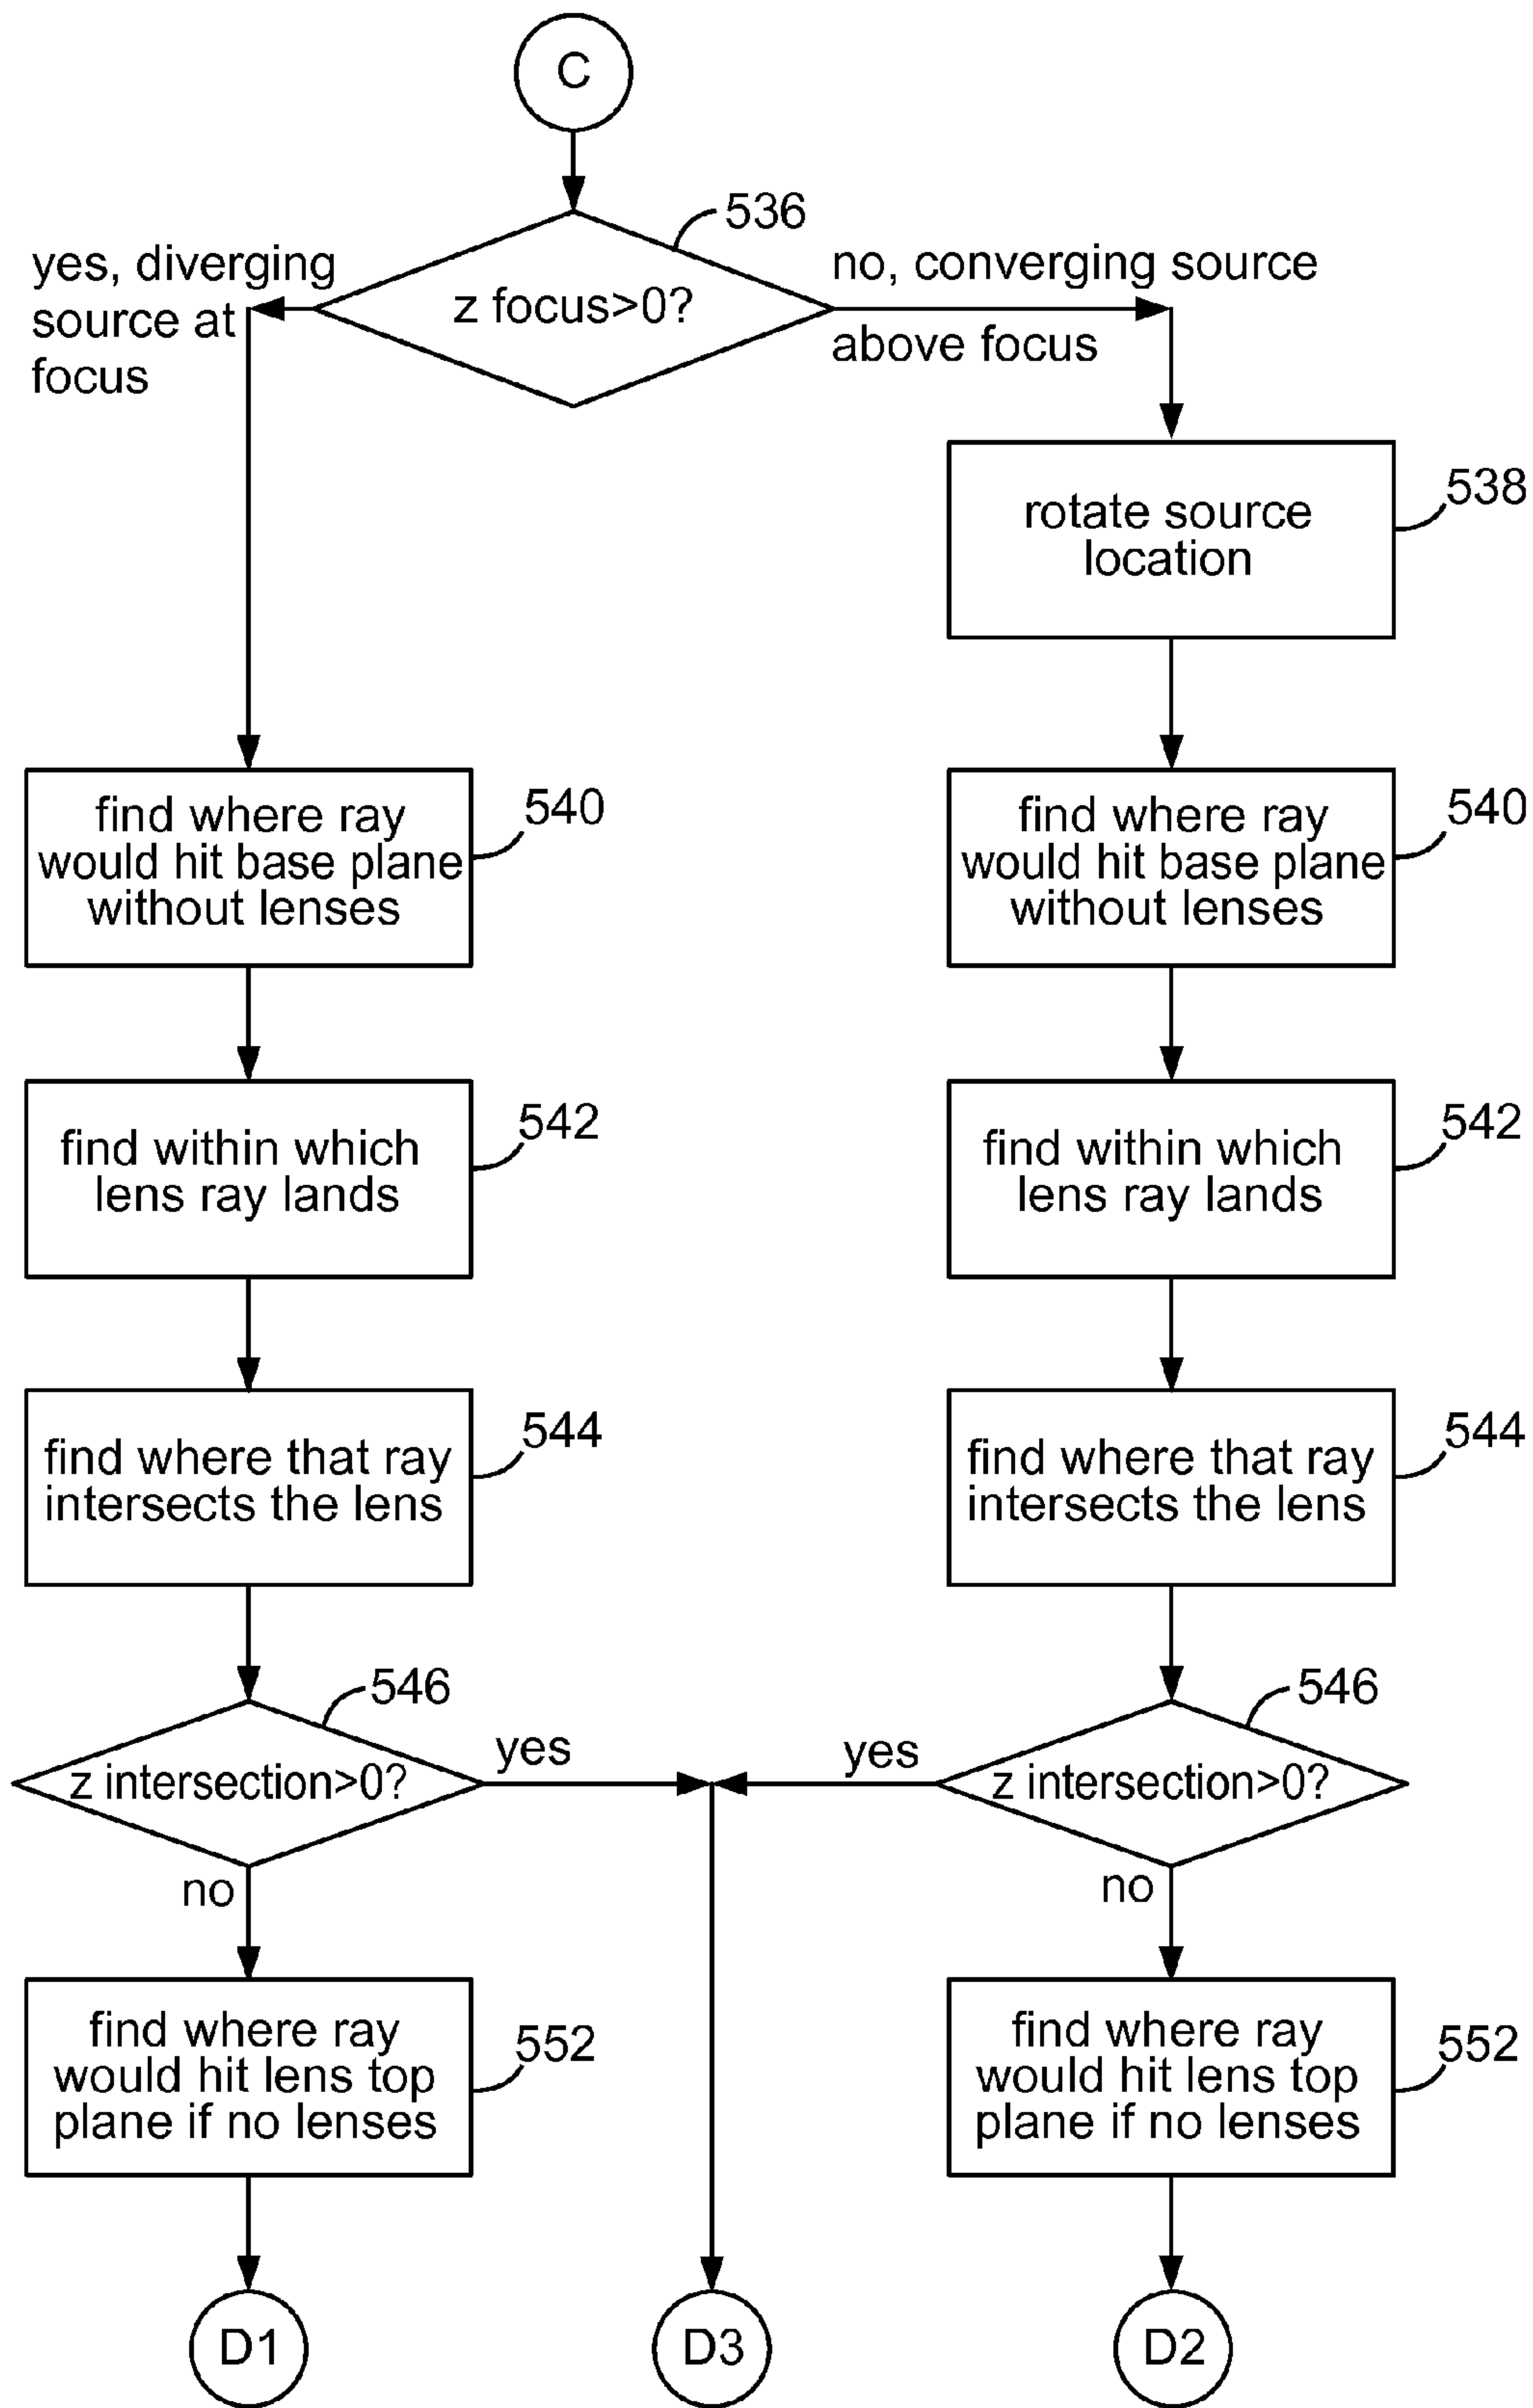 C
536
z focus>0?
yes, diverging
source at
focus
no, converging source
above focus
rotate source
location
538
find where ray
would hit base plane
without lenses
540
find where ray
would hit base plane
without lenses
540
find within which
lens ray lands
542
find within which
lens ray lands
542
find where that ray
intersects the lens
544
find where that ray
intersects the lens
544
546
z intersection>0?
yes
no
546
z intersection>0?
yes
no
find where ray
would hit lens top
plane if no lenses
552
find where ray
would hit lens top
plane if no lenses
552
D1
D3
D2